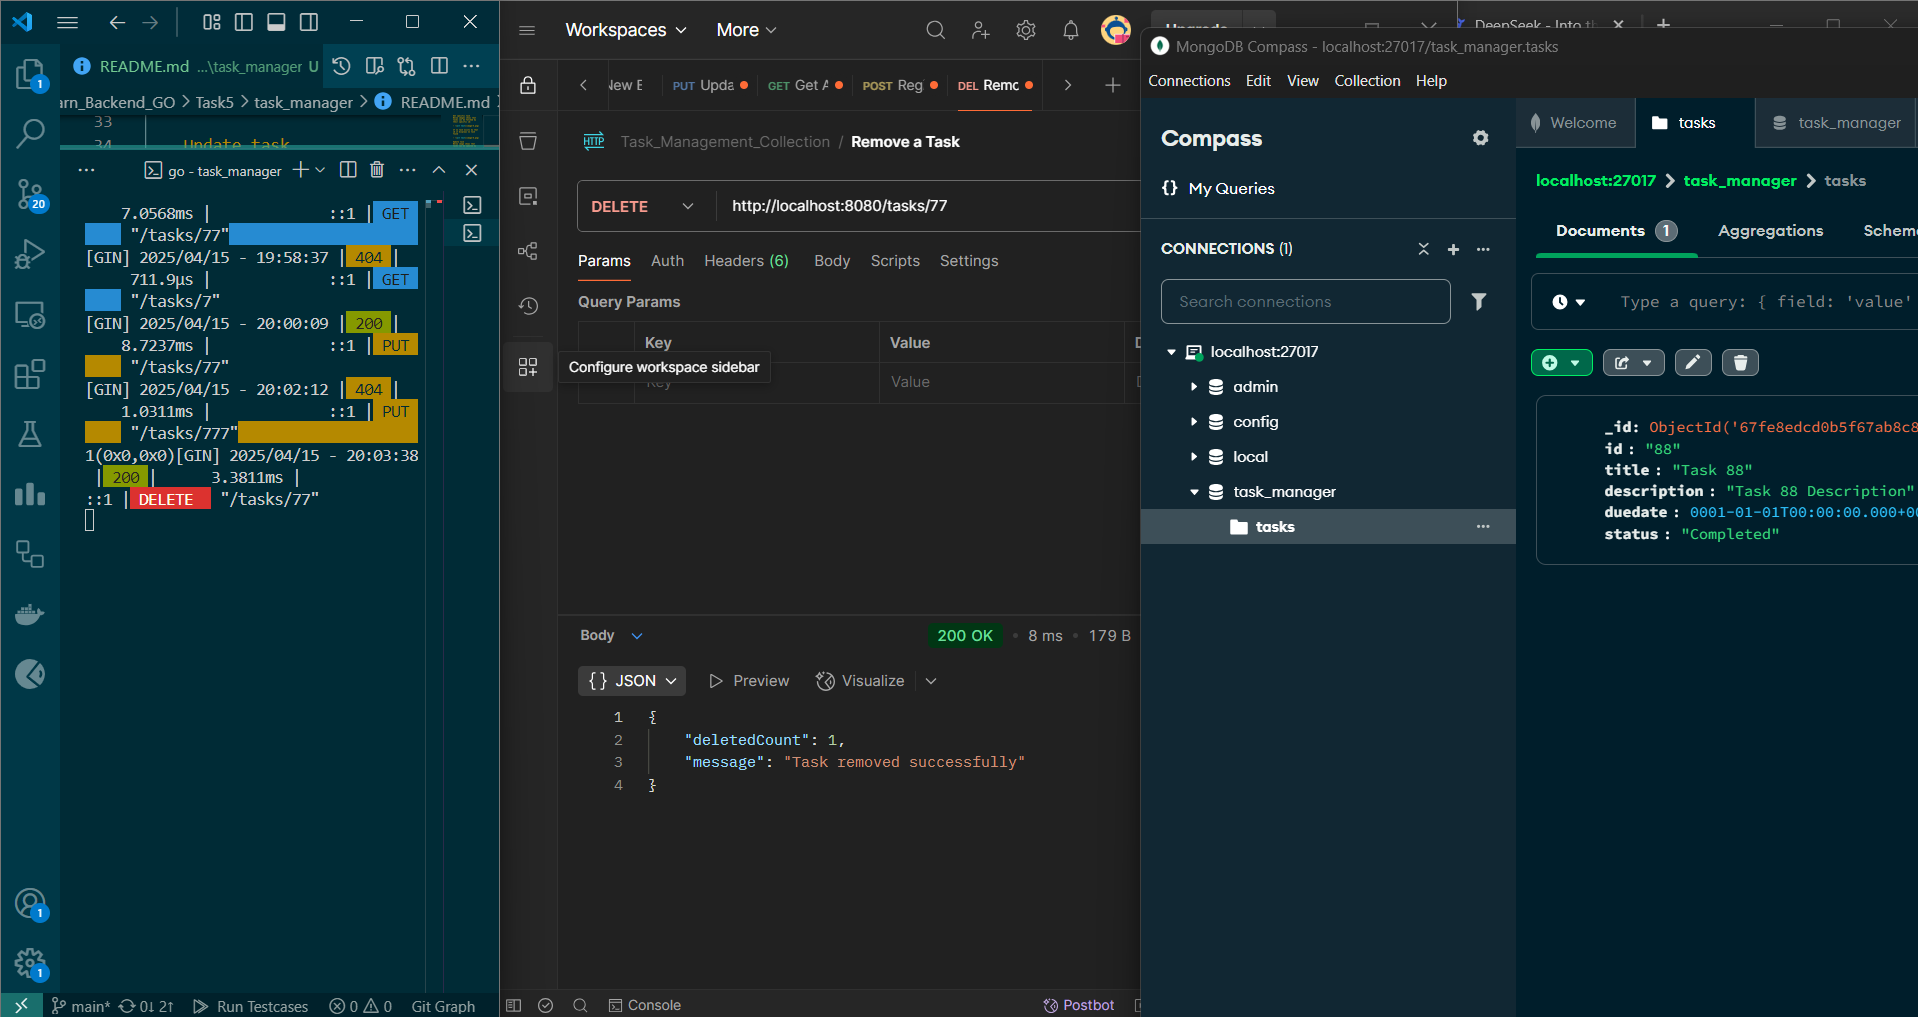 README.md ...\task_manager U
arn_Backend_GO > Task5 > task_manager > README.md
33
34 Update task
go - task_manager
7.0568ms | ::1 | GET
"/tasks/77"
[GIN] 2025/04/15 - 19:58:37 | 404 |
711.9µs | ::1 | GET
"/tasks/7"
[GIN] 2025/04/15 - 20:00:09 | 200 |
8.7237ms | ::1 | PUT
"/tasks/77"
[GIN] 2025/04/15 - 20:02:12 | 404 |
1.0311ms | ::1 | PUT
"/tasks/777"
1(0x0,0x0)[GIN] 2025/04/15 - 20:03:38
| 200 | 3.3811ms |
::1 | DELETE "/tasks/77"
1
20
1
1
main* 0↓ 2↑ Run Testcases 0 0 Git Graph
Workspaces More
New E PUT Upda GET Get A POST Reg DEL Remo
HTTP Task_Management_Collection / Remove a Task
DELETE http://localhost:8080/tasks/77
Params Auth Headers (6) Body Scripts Settings
Query Params
Key Value
Configure workspace sidebar
Key Value
Body 200 OK • 8 ms • 179 B
{} JSON Preview Visualize
1 {
2 "deletedCount": 1,
3 "message": "Task removed successfully"
4 }
Console Postbot
Upgrade
DeepSeek - Into th
MongoDB Compass - localhost:27017/task_manager.tasks
Connections Edit View Collection Help
Compass
{} My Queries
CONNECTIONS (1)
Search connections
localhost:27017
admin
config
local
task_manager
tasks
Welcome tasks task_manager
localhost:27017 > task_manager > tasks
Documents 1 Aggregations Schem
Type a query: { field: 'value'
_id: ObjectId('67fe8edcd0b5f67ab8c8
id : "88"
title : "Task 88"
description : "Task 88 Description"
duedate : 0001-01-01T00:00:00.000+00
status : "Completed"